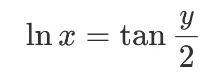 ln x = tan y/2